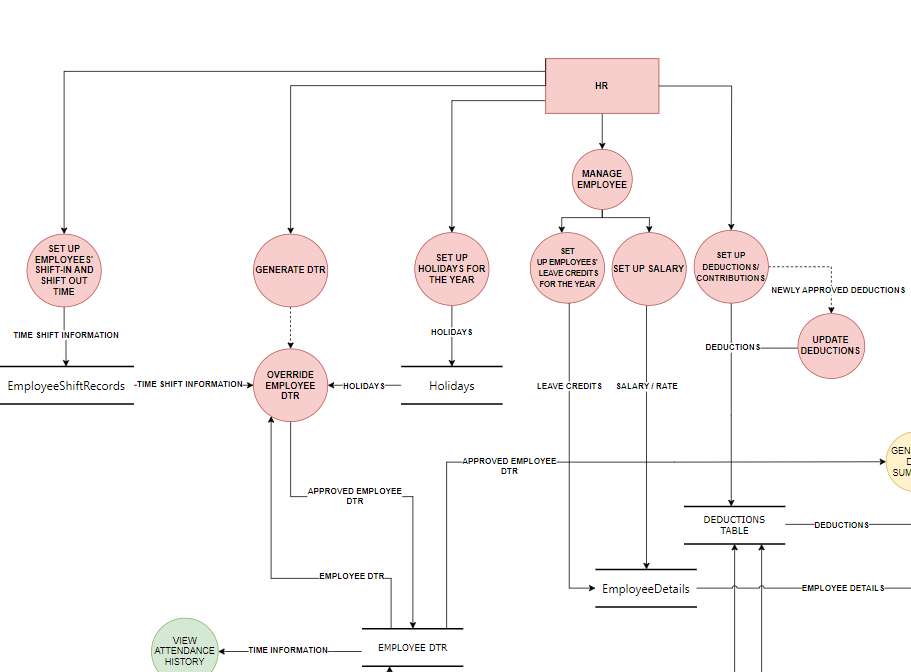 HR
MANAGE
EMPLOYEE
SET UP
EMPLOYEES'
SHIFT-IN AND
SHIFT OUT
TIME
GENERATE DTR
SET UP
HOLIDAYS FOR
THE YEAR
SET
UP EMPLOYEES'
LEAVE CREDITS
FOR THE YEAR
SET UP SALARY
SET UP
DEDUCTIONS/
CONTRIBUTIONS
NEWLY APPROVED DEDUCTIONS
TIME SHIFT INFORMATION
HOLIDAYS
DEDUCTIONS
UPDATE
DEDUCTIONS
EmployeeShiftRecords
TIME SHIFT INFORMATION
OVERRIDE
EMPLOYEE
DTR
HOLIDAYS
Holidays
LEAVE CREDITS
SALARY / RATE
APPROVED EMPLOYEE
DTR
GEN
D
SUM
APPROVED EMPLOYEE
DTR
DEDUCTIONS
TABLE
DEDUCTIONS
EMPLOYEE DTR
EmployeeDetails
EMPLOYEE DETAILS
VIEW
ATTENDANCE
HISTORY
TIME INFORMATION
EMPLOYEE DTR